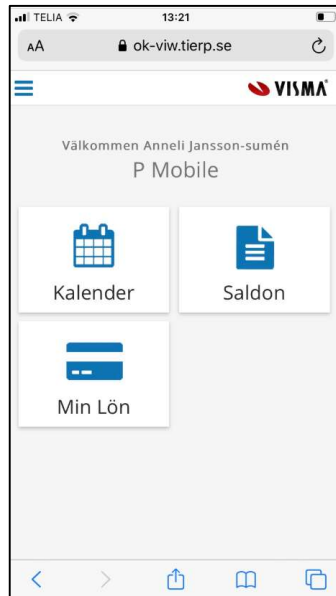 TELIA 13:21
AA ok-viw.tierp.se
VISMA
Välkommen Anneli Jansson-sumén
P Mobile
Kalender Saldon
Min Lön